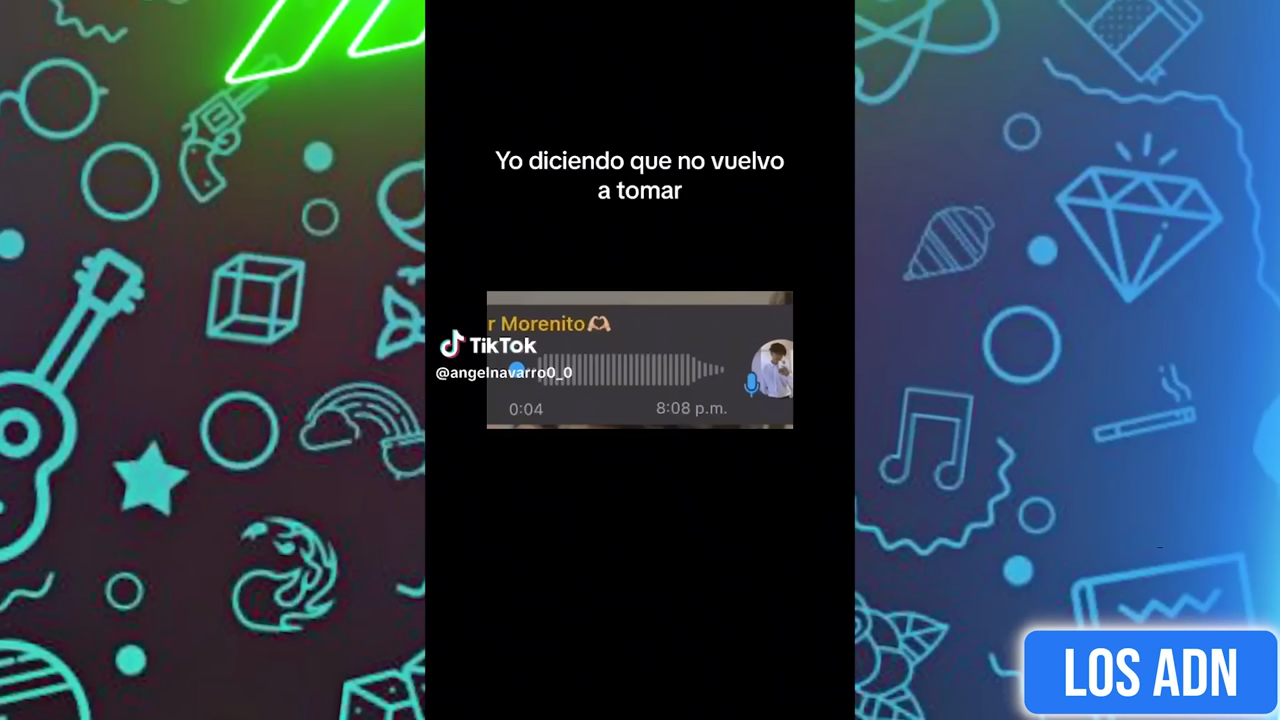 Yo diciendo que no vuelvo
a tomar
r Morenito🫶🏼
TikTok
@angelnavarro0_0
0:04
8:08 p.m.
LOS ADN